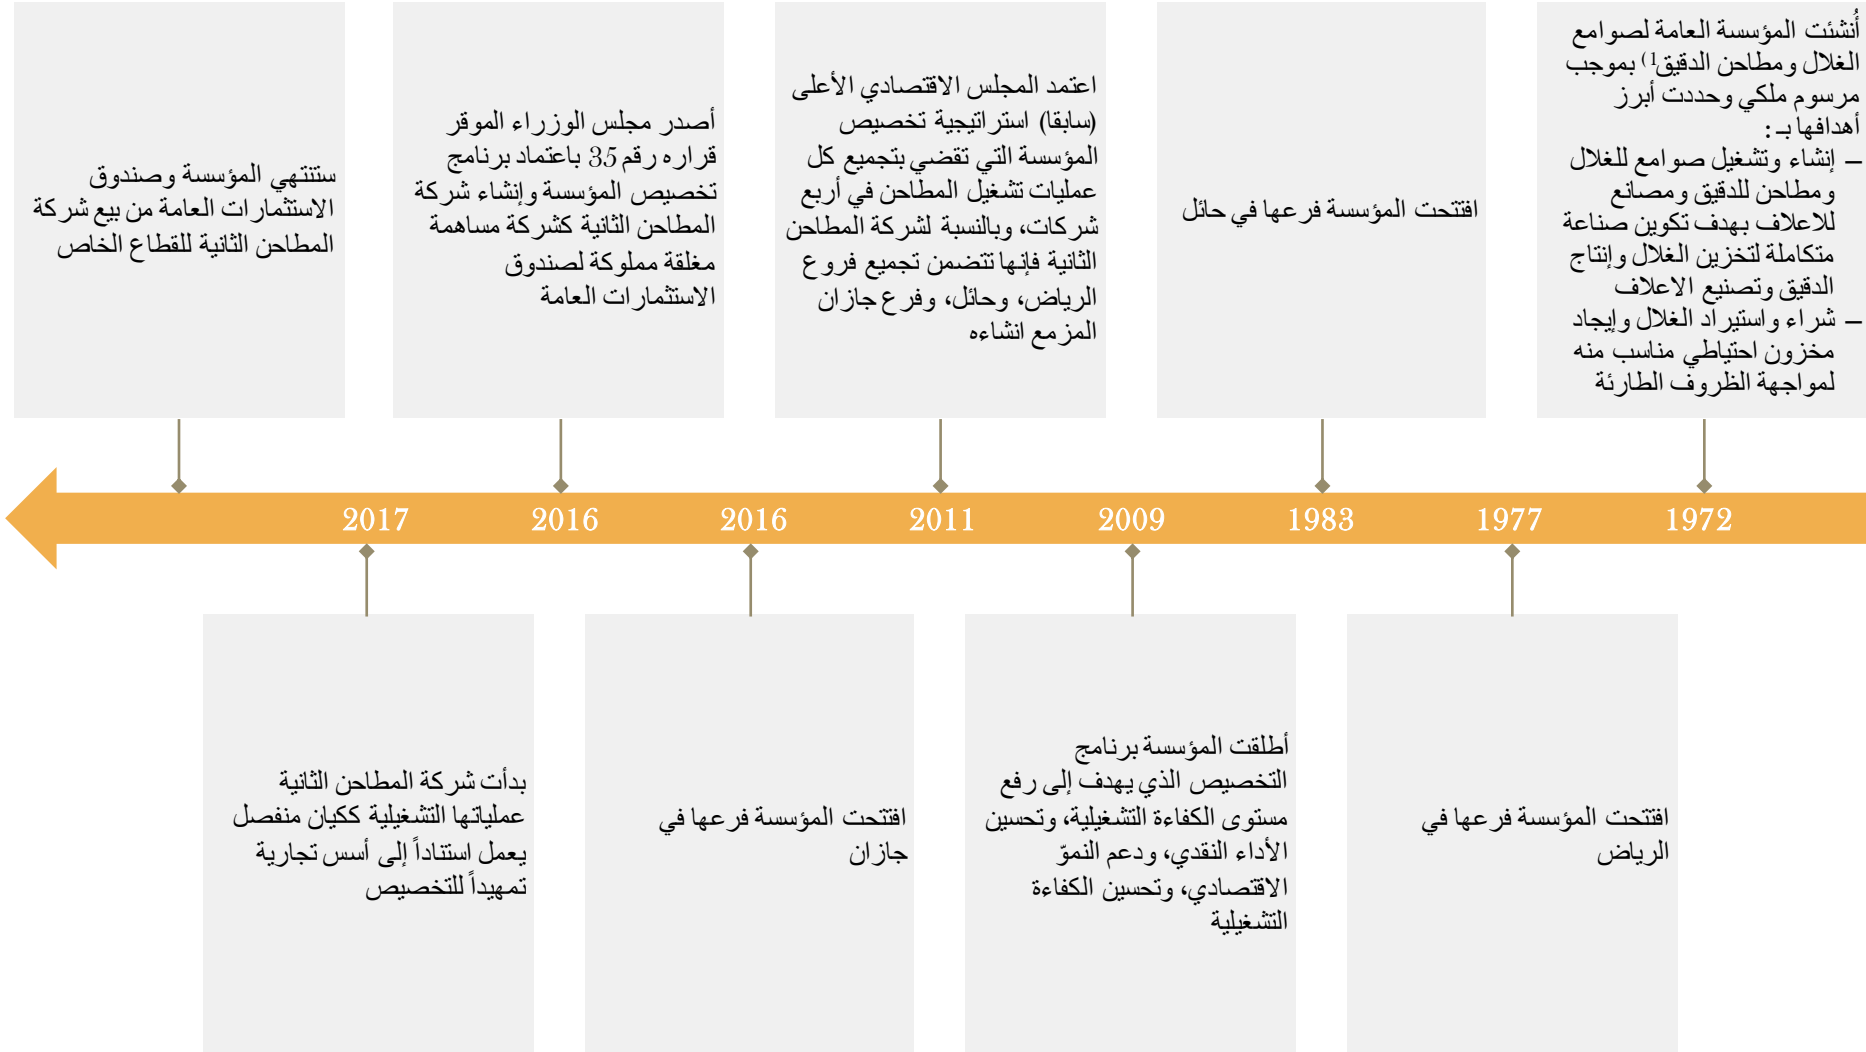 أُنشئت المؤسسة العامة لصوامع
الغلال ومطاحن الدقيق1) بموجب
مرسوم ملكي وحددت أبرز
أهدافها بـ :
– إنشاء وتشغيل صوامع للغلال
ومطاحن للدقيق ومصانع
للاعلاف بهدف تكوين صناعة
متكاملة لتخزين الغلال وإنتاج
الدقيق وتصنيع الاعلاف
– شراء واستيراد الغلال وإيجاد
مخزون احتياطي مناسب منه
لمواجهة الظروف الطارئة
افتتحت المؤسسة فرعها في حائل
اعتمد المجلس الاقتصادي الأعلى
(سابقا) استراتيجية تخصيص
المؤسسة التي تقضي بتجميع كل
عمليات تشغيل المطاحن في أربع
شركات، وبالنسبة لشركة المطاحن
الثانية فإنها تتضمن تجميع فروع
الرياض، وحائل، وفرع جازان
المزمع انشاءه
أصدر مجلس الوزراء الموقر
قراره رقم 35 باعتماد برنامج
تخصيص المؤسسة وإنشاء شركة
المطاحن الثانية كشركة مساهمة
مغلقة مملوكة لصندوق
الاستثمارات العامة
ستنتهي المؤسسة وصندوق
الاستثمارات العامة من بيع شركة
المطاحن الثانية للقطاع الخاص
1972
1977
1983
2009
2011
2016
2016
2017
افتتحت المؤسسة فرعها في
الرياض
أطلقت المؤسسة برنامج
التخصيص الذي يهدف إلى رفع
مستوى الكفاءة التشغيلية، وتحسين
الأداء النقدي، ودعم النموّ
الاقتصادي، وتحسين الكفاءة
التشغيلية
افتتحت المؤسسة فرعها في
جازان
بدأت شركة المطاحن الثانية
عملياتها التشغيلية ككيان منفصل
يعمل استناداً إلى أسس تجارية
تمهيداً للتخصيص